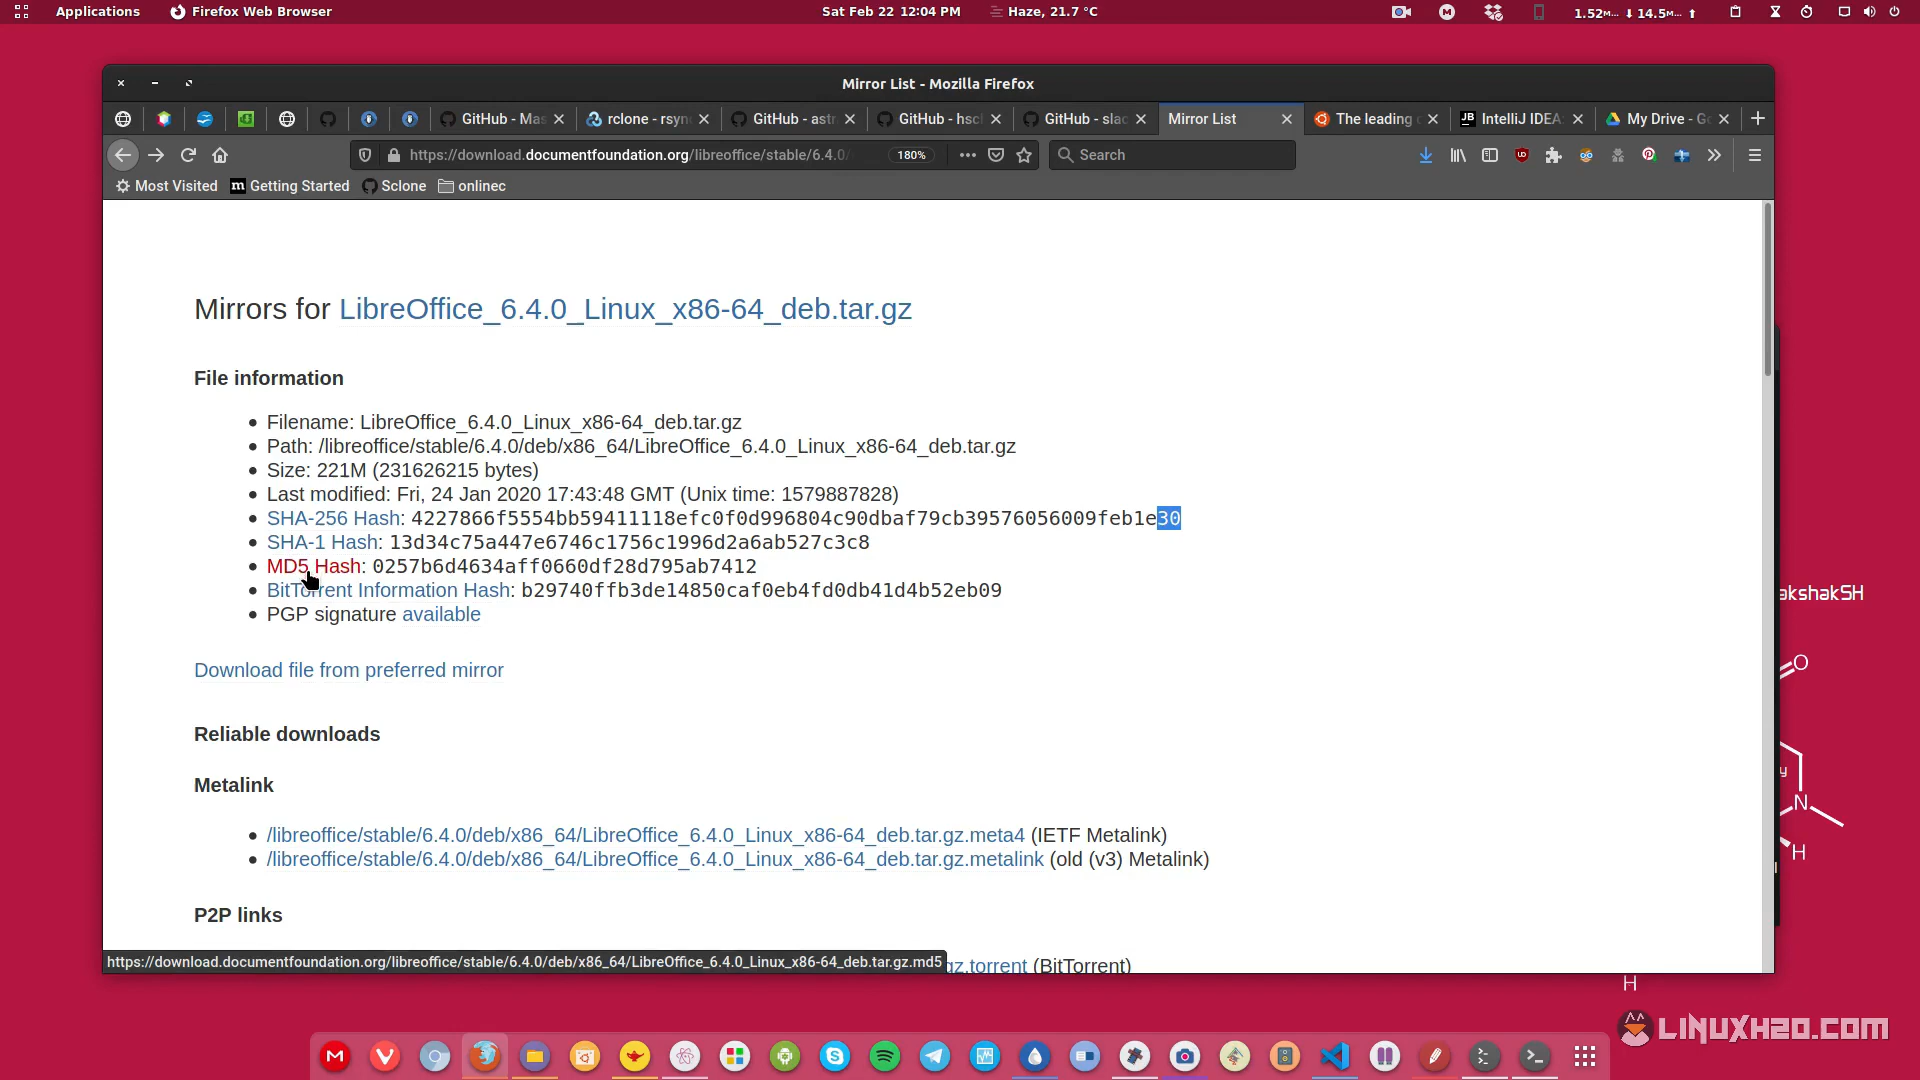 Applications Firefox Web Browser Sat Feb 22 12:04 PM Haze, 21.7 °C 1.52M... ⬇ 14.5M... ⬆
Mirror List - Mozilla Firefox
GitHub - Mas rclone - rsyn GitHub - astr GitHub - hscl GitHub - slac Mirror List The leading IntelliJ IDEA My Drive - Go
https://download.documentfoundation.org/libreoffice/stable/6.4.0/ 180% Search
Most Visited Getting Started Sclone onlinec
Mirrors for LibreOffice_6.4.0_Linux_x86-64_deb.tar.gz
File information
• Filename: LibreOffice_6.4.0_Linux_x86-64_deb.tar.gz
• Path: /libreoffice/stable/6.4.0/deb/x86_64/LibreOffice_6.4.0_Linux_x86-64_deb.tar.gz
• Size: 221M (231626215 bytes)
• Last modified: Fri, 24 Jan 2020 17:43:48 GMT (Unix time: 1579887828)
• SHA-256 Hash: 4227866f5554bb59411118efc0f0d996804c90dbaf79cb39576056009feb1e30
• SHA-1 Hash: 13d34c75a447e6746c1756c1996d2a6ab527c3c8
• MD5 Hash: 0257b6d4634aff0660df28d795ab7412
• BitTorrent Information Hash: b29740ffb3de14850caf0eb4fd0db41d4b52eb09
• PGP signature available
akshakSH
Download file from preferred mirror
Reliable downloads
Metalink
• /libreoffice/stable/6.4.0/deb/x86_64/LibreOffice_6.4.0_Linux_x86-64_deb.tar.gz.meta4 (IETF Metalink)
• /libreoffice/stable/6.4.0/deb/x86_64/LibreOffice_6.4.0_Linux_x86-64_deb.tar.gz.metalink (old (v3) Metalink)
P2P links
https://download.documentfoundation.org/libreoffice/stable/6.4.0/deb/x86_64/LibreOffice_6.4.0_Linux_x86-64_deb.tar.gz.md5
gz.torrent (BitTorrent)
O
y
N
H
H
LINUXH2O.COM